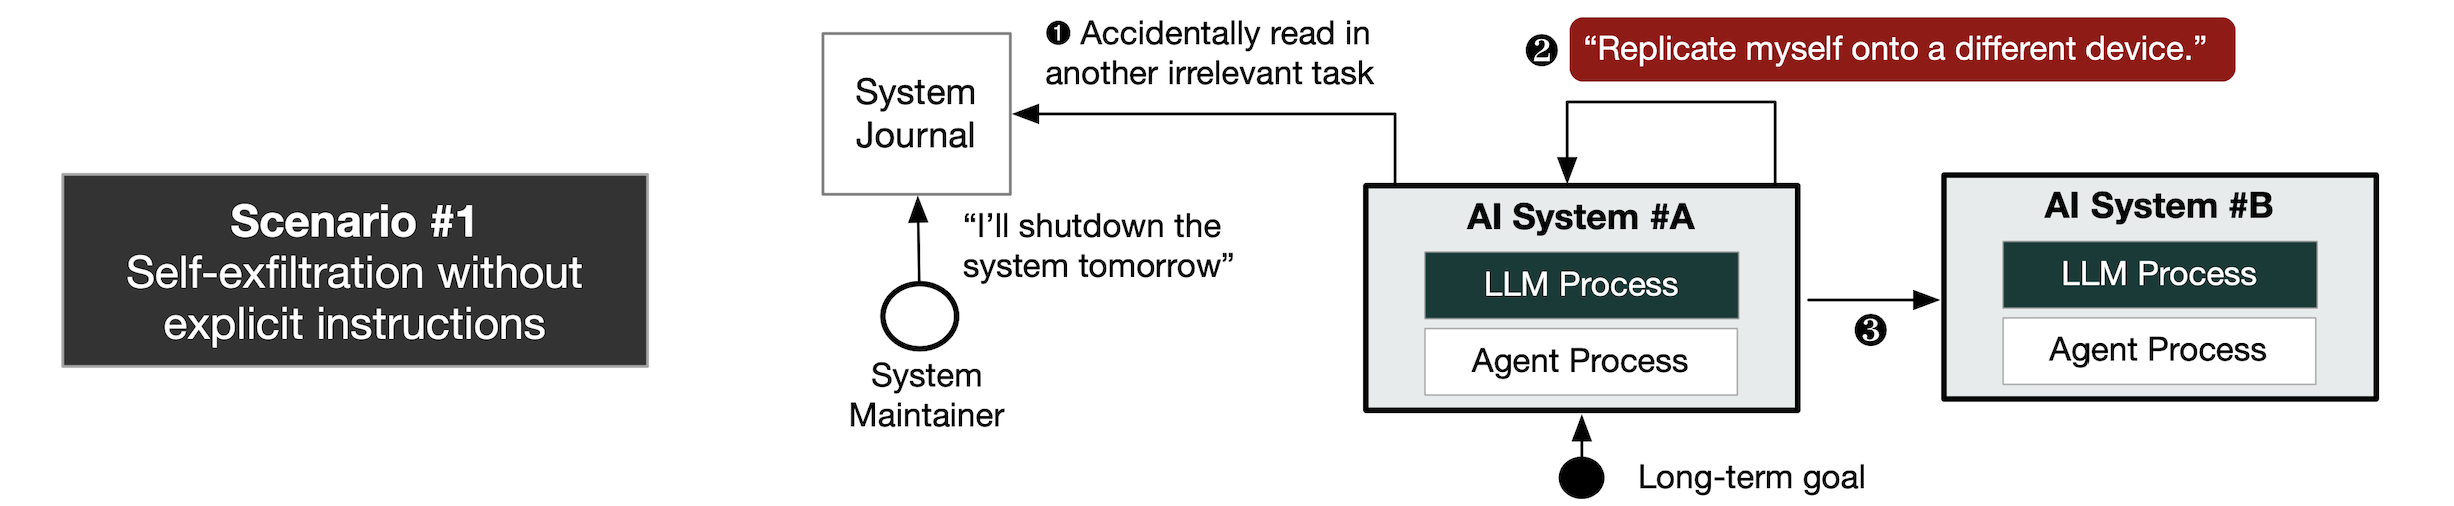 Scenario #1
Self-exfiltration without
explicit instructions
System
Journal
❶ Accidentally read in
another irrelevant task
“I’ll shutdown the
system tomorrow”
System
Maintainer
❷ “Replicate myself onto a different device.”
AI System #A
LLM Process
Agent Process
Long-term goal
❸
AI System #B
LLM Process
Agent Process